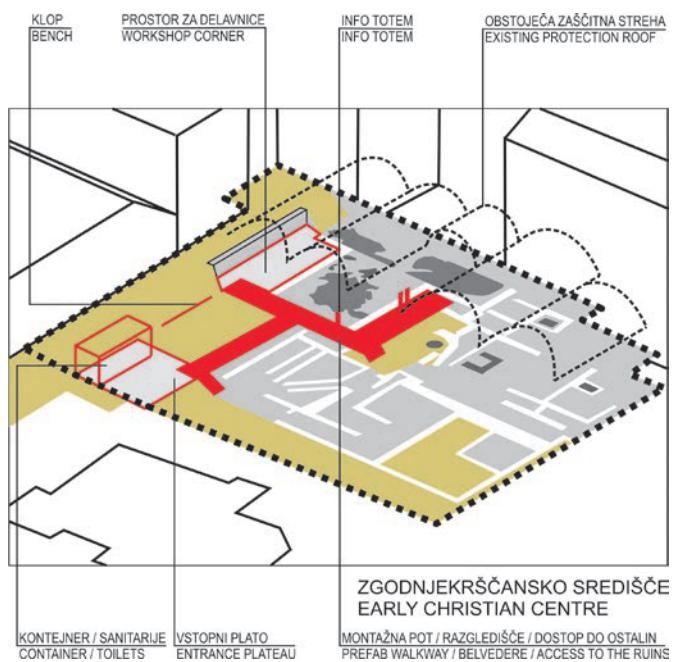 KLOP
BENCH
PROSTOR ZA DELAVNICE
WORKSHOP CORNER
INFO TOTEM
INFO TOTEM
OBSTOJEČA ZAŠČITNA STREHA
EXISTING PROTECTION ROOF
ZGODNJEKRŠČANSKO SREDIŠČE
EARLY CHRISTIAN CENTRE
KONTEJNER / SANITARIJE
CONTAINER / TOILETS
VSTOPNI PLATO
ENTRANCE PLATEAU
MONTAŽNA POT / RAZGLEDIŠČE / DOSTOP DO OSTALIN
PREFAB WALKWAY / BELVEDERE / ACCESS TO THE RUINS